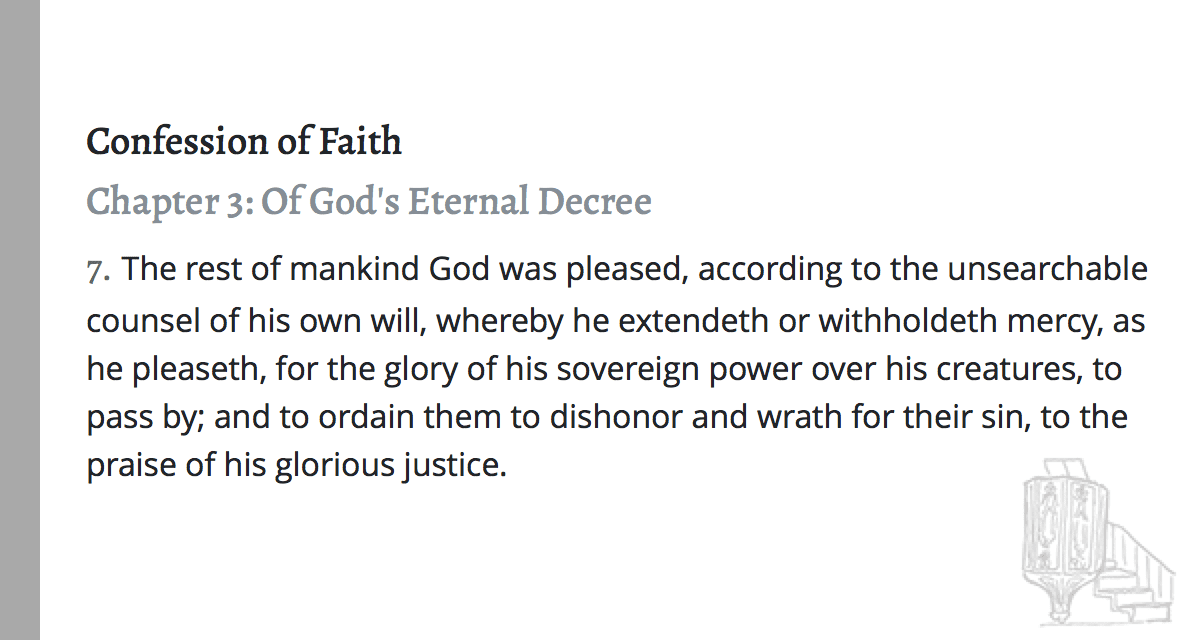 Confession of Faith
Chapter 3: Of God's Eternal Decree
7. The rest of mankind God was pleased, according to the unsearchable
counsel of his own will, whereby he extendeth or withholdeth mercy, as
he pleaseth, for the glory of his sovereign power over his creatures, to
pass by; and to ordain them to dishonor and wrath for their sin, to the
praise of his glorious justice.